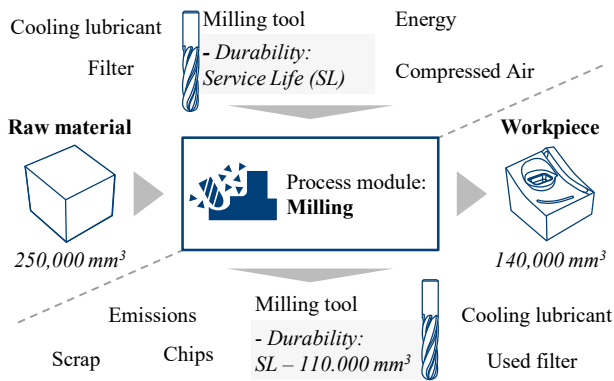 Cooling lubricant
Filter
Milling tool
- Durability:
Service Life (SL)
Energy
Compressed Air
Raw material
250,000 mm³
Process module:
Milling
Workpiece
140,000 mm³
Emissions
Scrap
Chips
Milling tool
- Durability:
SL – 110.000 mm³
Cooling lubricant
Used filter